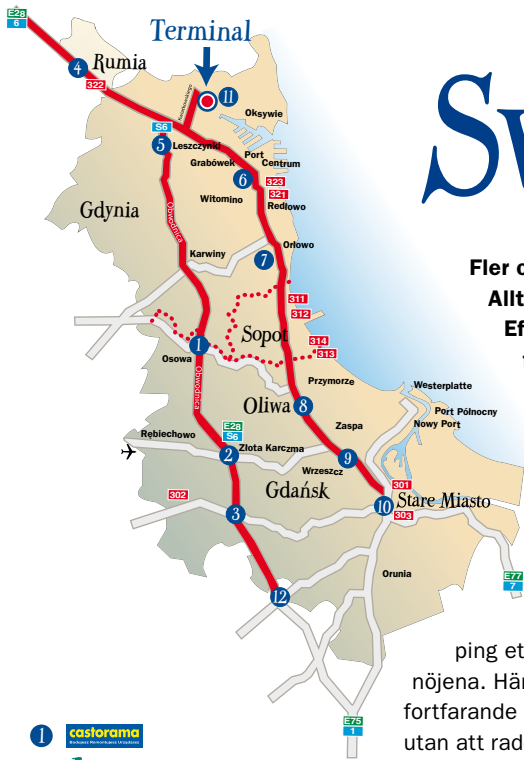 E28
6
Terminal
4
Rumia
322
Kwiatkowskiego
11
Oksywie
S6
5
Leszczynki
Port
Grabówek
Centrum
6
323
321
Witomino
Redłowo
Gdynia
Obwodnica
Orłowo
Karwiny
7
311
312
Sopot
314
313
1
Osowa
Obwodnica
Przymorze
Westerplatte
Oliwa
8
Port Północny
Nowy Port
Zaspa
E28
S6
Rębiechowo
2
Złota Karczma
9
Wrzeszcz
302
Gdańsk
301
Stare Miasto
10
303
3
Orunia
E77
7
12
E75
1
Sw
Fler o
Allt
Ef
ping et
nöjena. Här
fortfarande
utan att rad
1
castorama
Budujesz Remontujesz Urządzasz